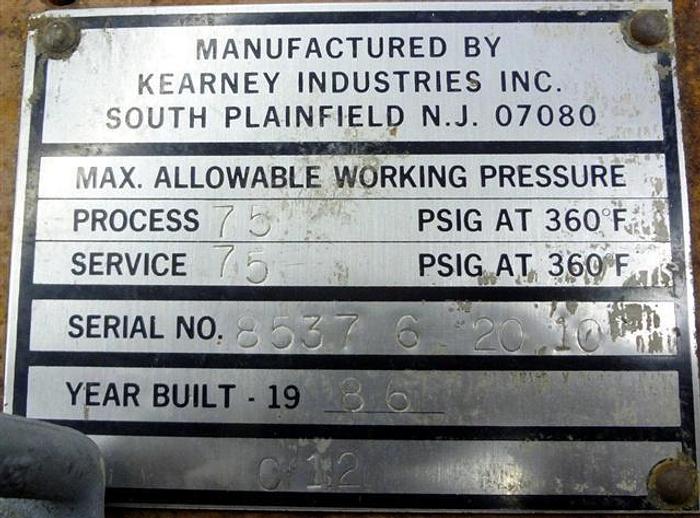 MANUFACTURED BY
KEARNEY INDUSTRIES INC.
SOUTH PLAINFIELD N.J. 07080
MAX. ALLOWABLE WORKING PRESSURE
PROCESS 75 PSIG AT 360°F
SERVICE 75 PSIG AT 360°F
SERIAL NO. 8537 6 20 10
YEAR BUILT - 19 86
C/12